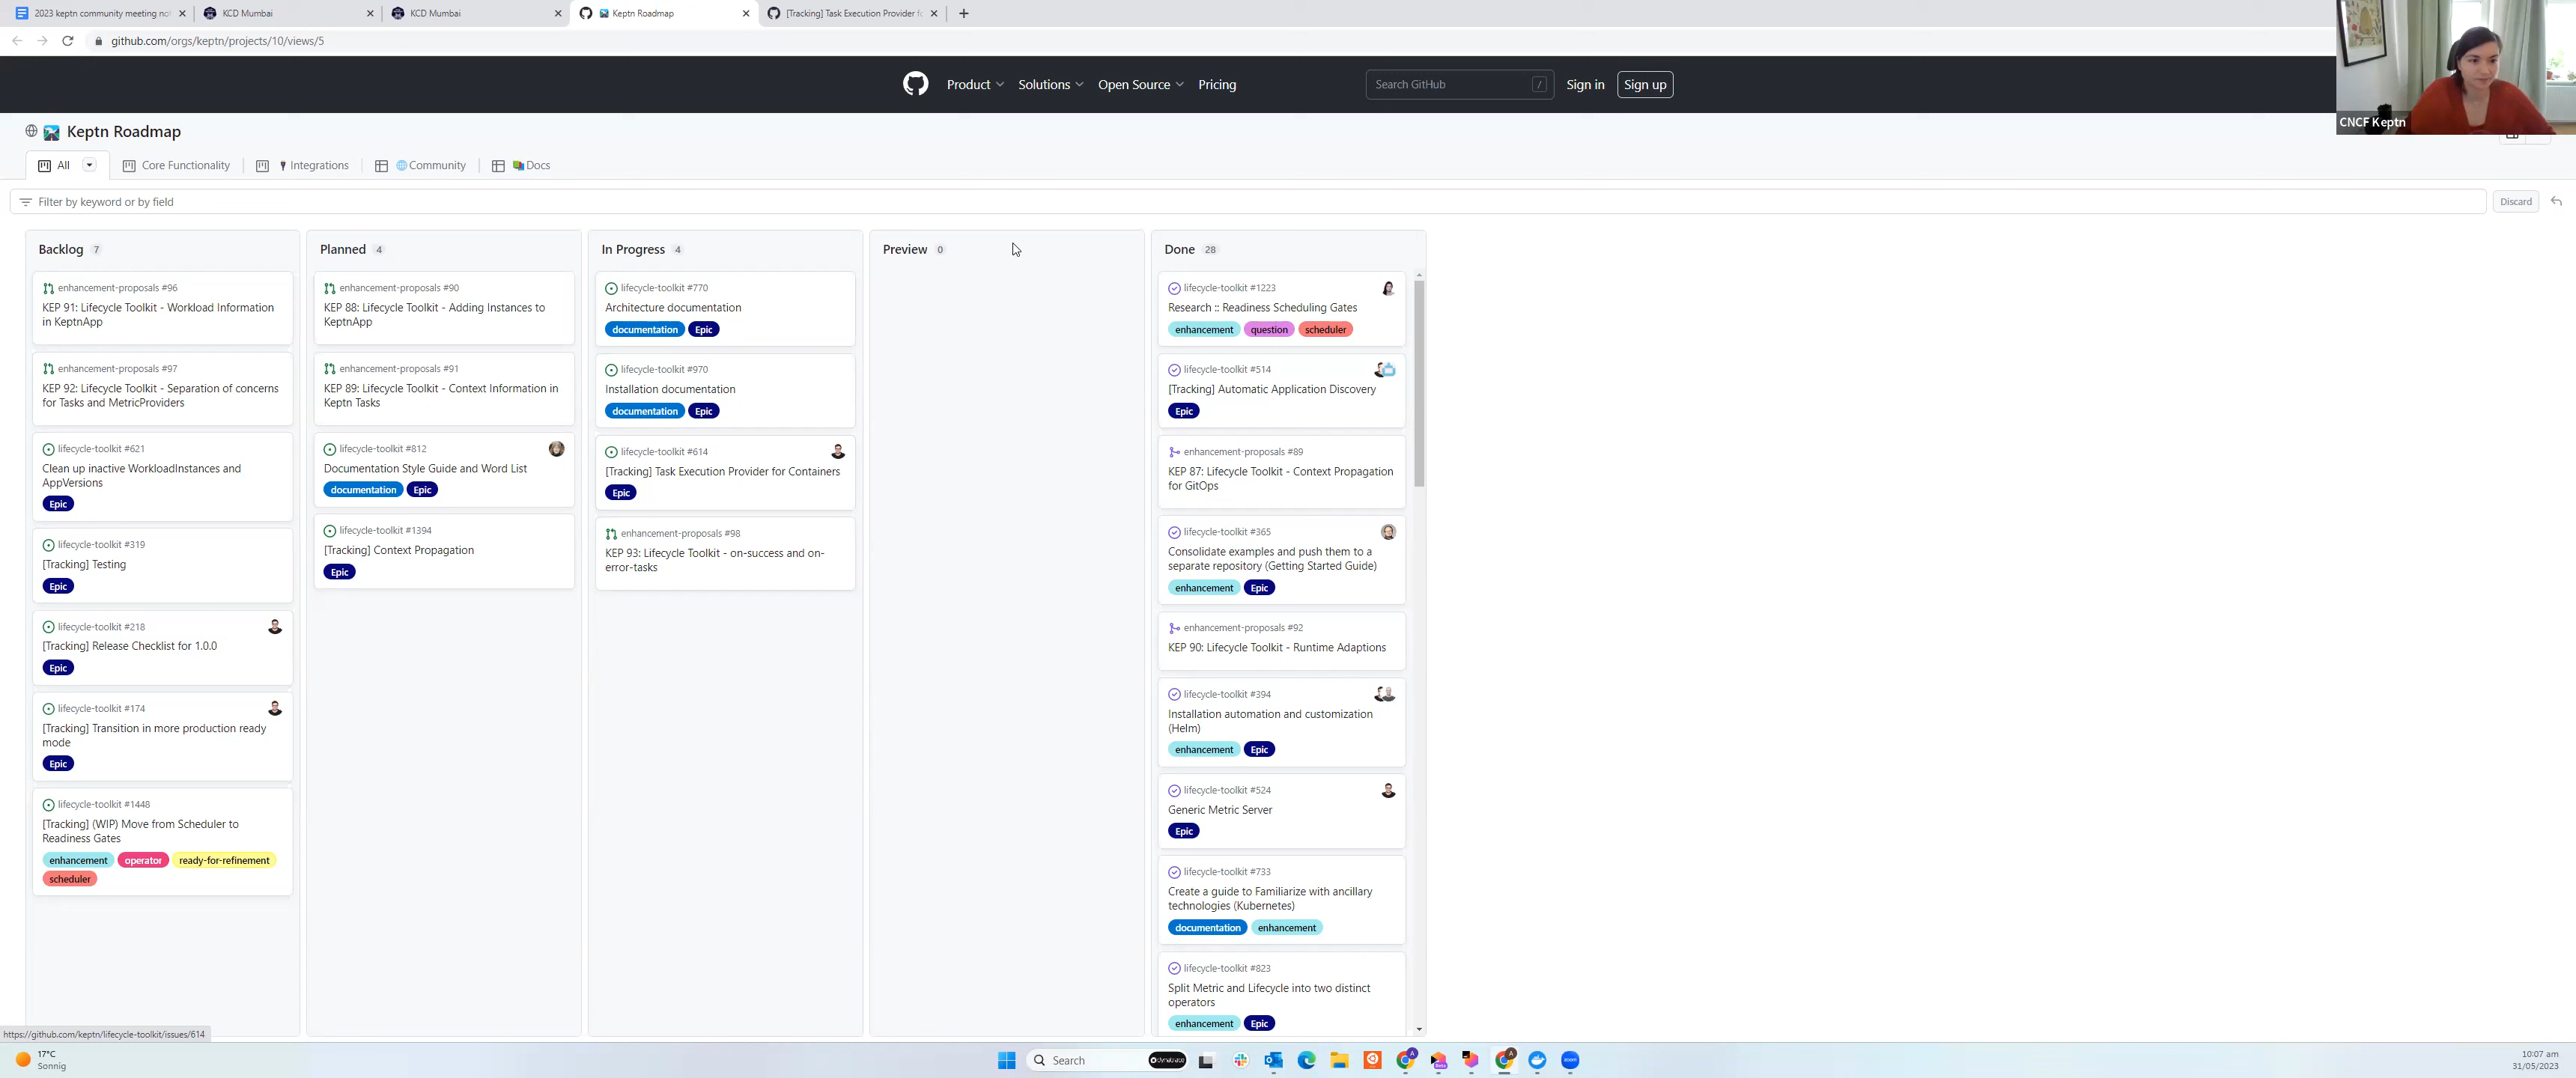 2023 keptn community meeting not
KCD Mumbai
KCD Mumbai
Keptn Roadmap
[Tracking] Task Execution Provider fo
github.com/orgs/keptn/projects/10/views/5
Product
Solutions
Open Source
Pricing
Search GitHub
/
Sign in
Sign up
CNCF Keptn
Keptn Roadmap
All
Core Functionality
Integrations
Community
Docs
Filter by keyword or by field
Discard
Backlog 7
enhancement-proposals #96
KEP 91: Lifecycle Toolkit - Workload Information
in KeptnApp
enhancement-proposals #97
KEP 92: Lifecycle Toolkit - Separation of concerns
for Tasks and MetricProviders
lifecycle-toolkit #621
Clean up inactive WorkloadInstances and
AppVersions
Epic
lifecycle-toolkit #319
[Tracking] Testing
Epic
lifecycle-toolkit #218
[Tracking] Release Checklist for 1.0.0
Epic
lifecycle-toolkit #174
[Tracking] Transition in more production ready
mode
Epic
lifecycle-toolkit #1448
[Tracking] (WIP) Move from Scheduler to
Readiness Gates
enhancement operator ready-for-refinement
scheduler
Planned 4
enhancement-proposals #90
KEP 88: Lifecycle Toolkit - Adding Instances to
KeptnApp
enhancement-proposals #91
KEP 89: Lifecycle Toolkit - Context Information in
Keptn Tasks
lifecycle-toolkit #812
Documentation Style Guide and Word List
documentation Epic
lifecycle-toolkit #1394
[Tracking] Context Propagation
Epic
In Progress 4
lifecycle-toolkit #770
Architecture documentation
documentation Epic
lifecycle-toolkit #970
Installation documentation
documentation Epic
lifecycle-toolkit #614
[Tracking] Task Execution Provider for Containers
Epic
enhancement-proposals #98
KEP 93: Lifecycle Toolkit - on-success and on-
error-tasks
Preview 0
Done 28
lifecycle-toolkit #1223
Research :: Readiness Scheduling Gates
enhancement question scheduler
lifecycle-toolkit #514
[Tracking] Automatic Application Discovery
Epic
enhancement-proposals #89
KEP 87: Lifecycle Toolkit - Context Propagation
for GitOps
lifecycle-toolkit #365
Consolidate examples and push them to a
separate repository (Getting Started Guide)
enhancement Epic
enhancement-proposals #92
KEP 90: Lifecycle Toolkit - Runtime Adaptions
lifecycle-toolkit #394
Installation automation and customization
(Helm)
enhancement Epic
lifecycle-toolkit #524
Generic Metric Server
Epic
lifecycle-toolkit #733
Create a guide to Familiarize with ancillary
technologies (Kubernetes)
documentation enhancement
lifecycle-toolkit #823
Split Metric and Lifecycle into two distinct
operators
enhancement Epic
https://github.com/keptn/lifecycle-toolkit/issues/614
17°C
Sonnig
Search
dynatrace
zoom
10:07 am
31/05/2023